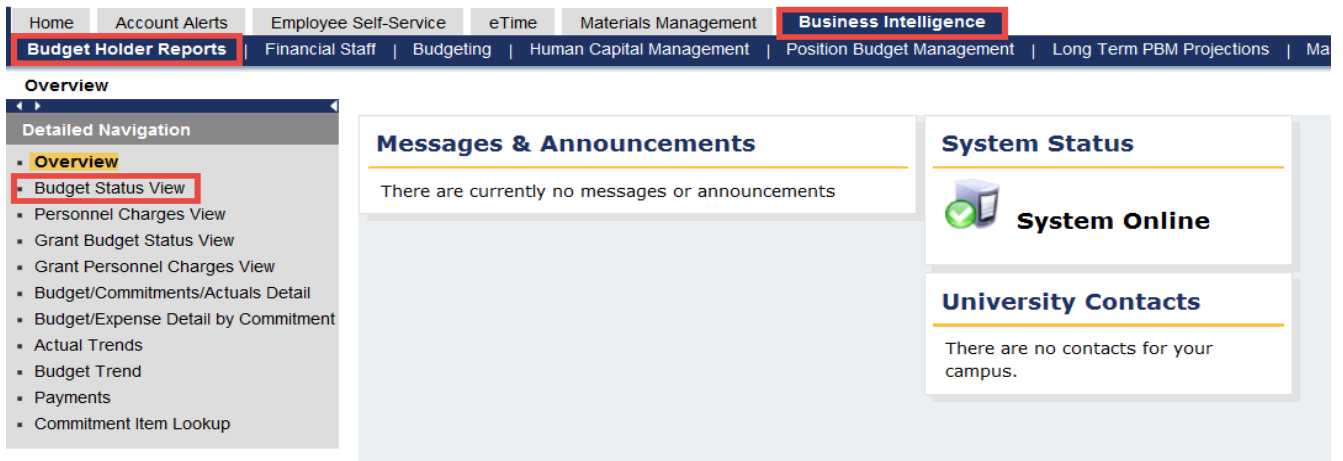 Home Account Alerts Employee Self-Service eTime Materials Management Business Intelligence
Budget Holder Reports | Financial Staff | Budgeting | Human Capital Management | Position Budget Management | Long Term PBM Projections | Ma
Overview
Detailed Navigation
Overview
Budget Status View
Personnel Charges View
Grant Budget Status View
Grant Personnel Charges View
Budget/Commitments/Actuals Detail
Budget/Expense Detail by Commitment
Actual Trends
Budget Trend
Payments
Commitment Item Lookup
Messages & Announcements
There are currently no messages or announcements
System Status
System Online
University Contacts
There are no contacts for your
campus.